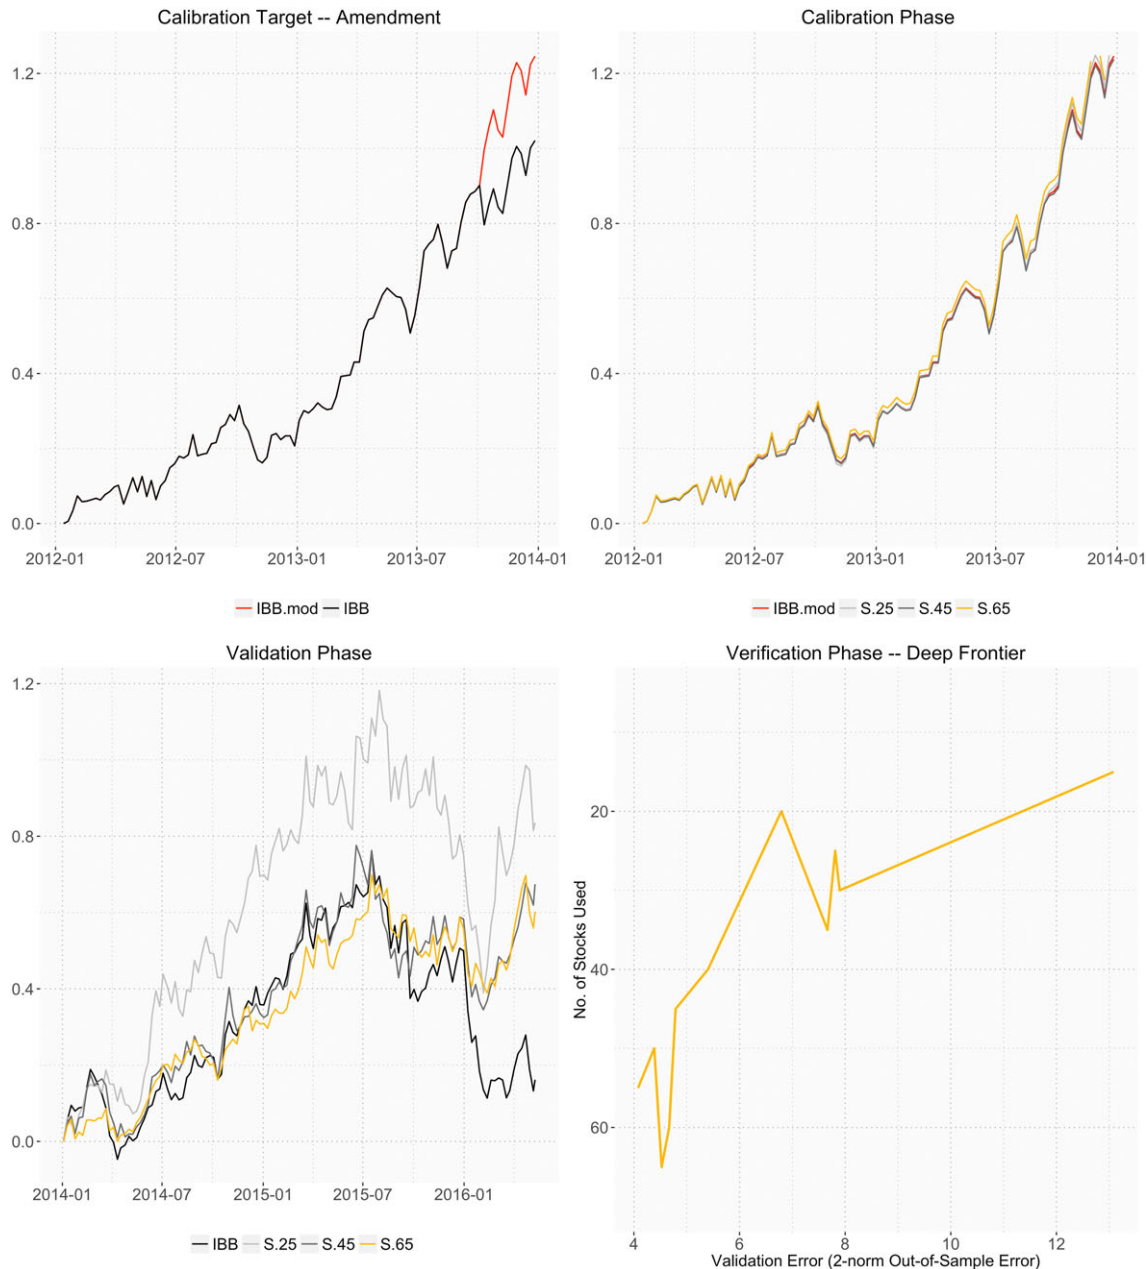 Calibration Target -- Amendment
1.2
0.8
0.4
0.0
2012-01 2012-07 2013-01 2013-07 2014-01
IBB.mod IBB
Calibration Phase
1.2
0.8
0.4
0.0
2012-01 2012-07 2013-01 2013-07 2014-01
IBB.mod S.25 S.45 S.65
Validation Phase
1.2
0.8
0.4
0.0
2014-01 2014-07 2015-01 2015-07 2016-01
IBB S.25 S.45 S.65
Verification Phase -- Deep Frontier
No. of Stocks Used
20
40
60
4 6 8 10 12
Validation Error (2-norm Out-of-Sample Error)